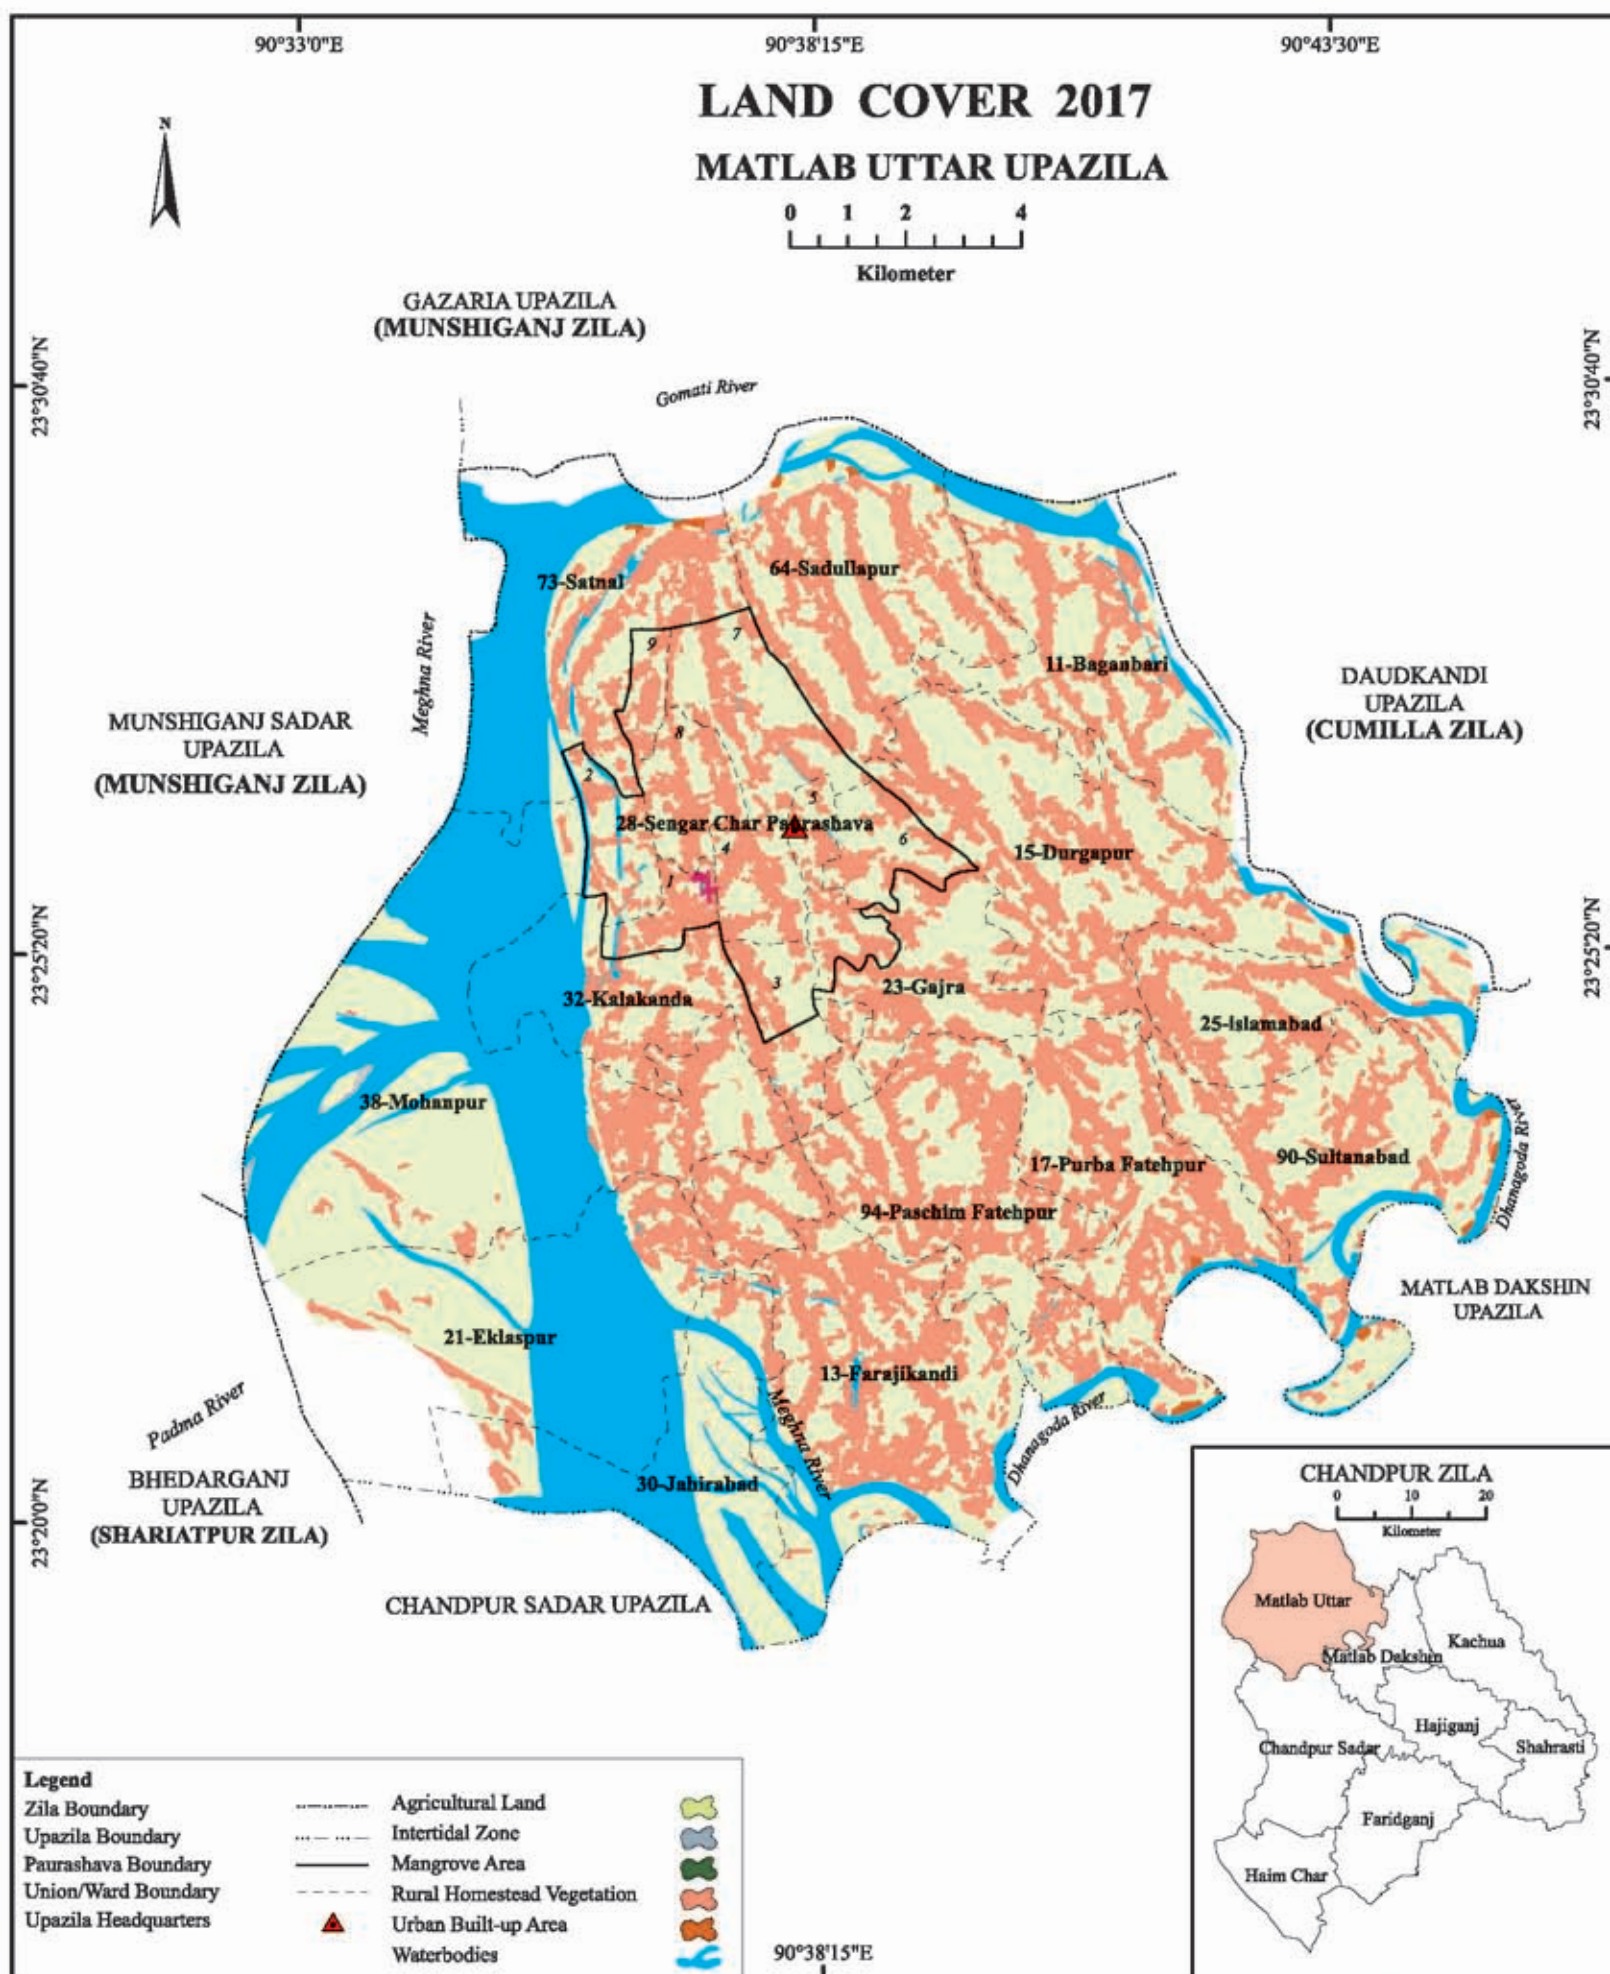 90°33'0"E
90°38'15"E
90°43'30"E
LAND COVER 2017
MATLAB UTTAR UPAZILA
N
0 1 2 4
Kilometer
GAZARIA UPAZILA
(MUNSHIGANJ ZILA)
23°30'40"N
23°30'40"N
Gomati River
73-Satnal
64-Sadullapur
9
7
Meghna River
11-Baganbari
DAUDKANDI
UPAZILA
(CUMILLA ZILA)
MUNSHIGANJ SADAR
UPAZILA
(MUNSHIGANJ ZILA)
8
2
5
28-Sengar Char Paurashava
6
4
15-Durgapur
1
23°25'20"N
23°25'20"N
3
32-Kalakanda
23-Gajra
25-Islamabad
38-Mohanpur
Dhanagoda River
17-Purba Fatehpur
90-Sultanabad
94-Paschim Fatehpur
MATLAB DAKSHIN
UPAZILA
21-Eklaspur
13-Farajikandi
Padma River
Meghna River
Dhanagoda River
30-Jahirabad
BHEDARGANJ
UPAZILA
(SHARIATPUR ZILA)
23°20'0"N
CHANDPUR SADAR UPAZILA
CHANDPUR ZILA
0 10 20
Kilometer
Matlab Uttar
Kachua
Matlab Dakshin
Hajiganj
Chandpur Sadar
Shahrasti
Faridganj
Haim Char
Legend
Zila Boundary
Upazila Boundary
Paurashava Boundary
Union/Ward Boundary
Upazila Headquarters
Agricultural Land
Intertidal Zone
Mangrove Area
Rural Homestead Vegetation
Urban Built-up Area
Waterbodies
90°38'15"E